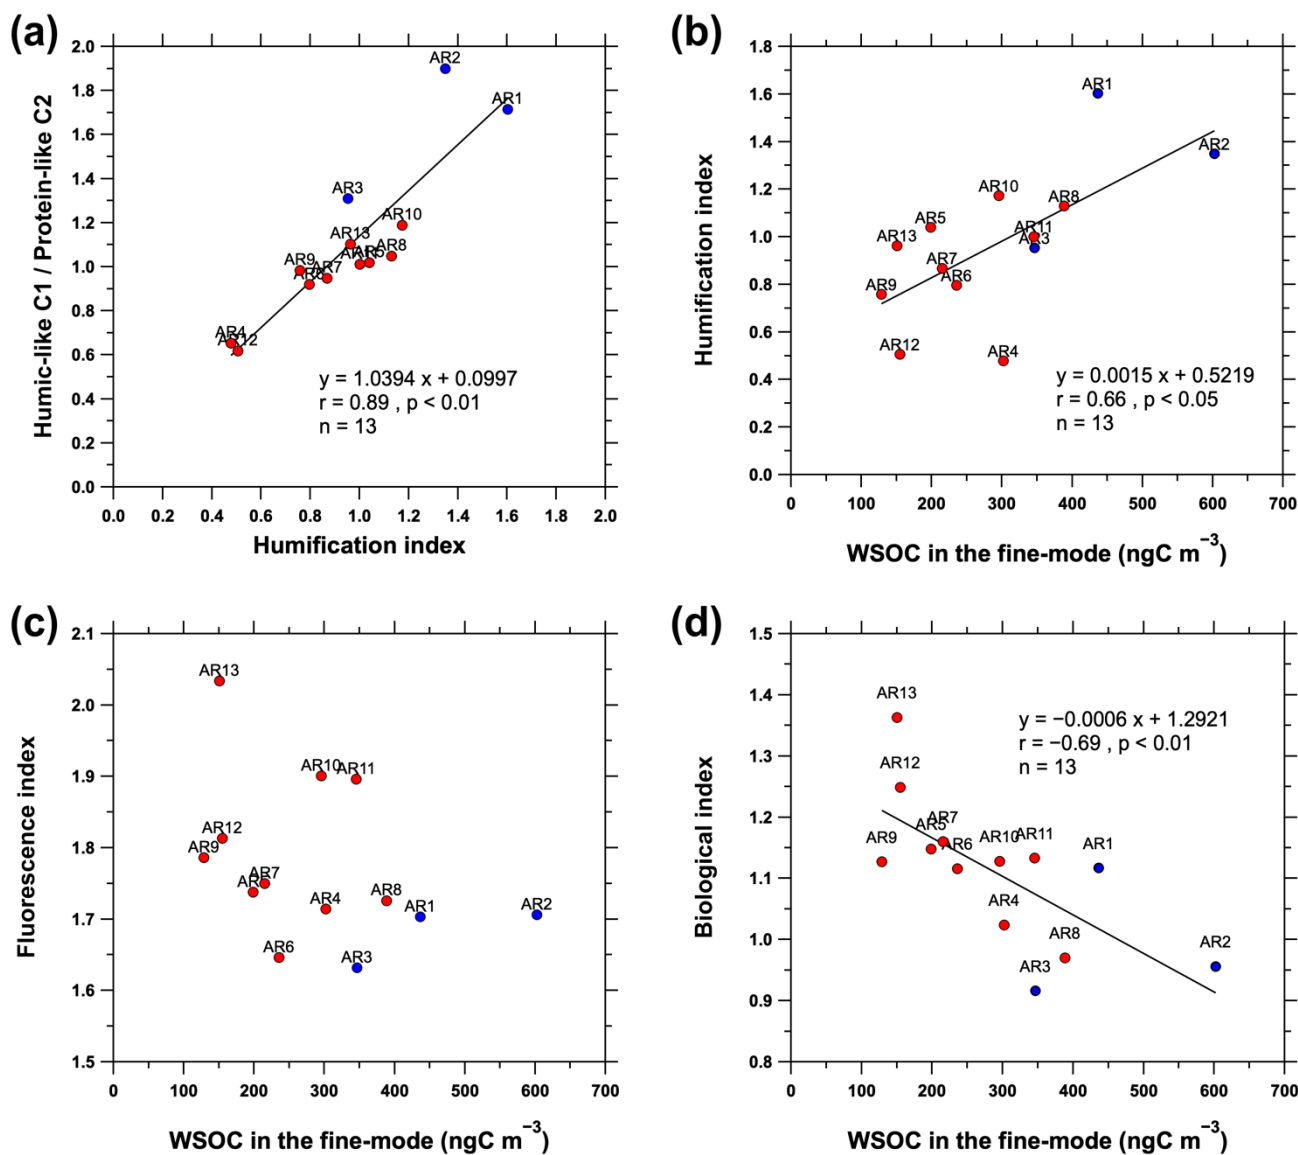 (a)
2.0
1.8
1.6
1.4
1.2
1.0
0.8
0.6
0.4
0.2
0.0
Humic-like C1 / Protein-like C2
AR2
AR1
AR3
AR10
AR13
AR8
AR5
AR9
AR7
AR4
AR12
y = 1.0394 x + 0.0997
r = 0.89 , p < 0.01
n = 13
0.0 0.2 0.4 0.6 0.8 1.0 1.2 1.4 1.6 1.8 2.0
Humification index
(b)
1.8
1.6
1.4
1.2
1.0
0.8
0.6
0.4
0.2
0.0
Humification index
AR1
AR2
AR10
AR8
AR5
AR11
AR13
AR3
AR7
AR6
AR9
AR12
AR4
y = 0.0015 x + 0.5219
r = 0.66 , p < 0.05
n = 13
0 100 200 300 400 500 600 700
WSOC in the fine-mode (ngC m−3)
(c)
2.1
2.0
1.9
1.8
1.7
1.6
1.5
Fluorescence index
AR13
AR10
AR11
AR12
AR9
AR7
AR4
AR8
AR1
AR2
AR6
AR3
0 100 200 300 400 500 600 700
WSOC in the fine-mode (ngC m−3)
(d)
1.5
1.4
1.3
1.2
1.1
1.0
0.9
0.8
Biological index
AR13
y = −0.0006 x + 1.2921
r = −0.69 , p < 0.01
n = 13
AR12
AR7
AR5
AR9
AR6
AR10
AR11
AR1
AR4
AR8
AR2
AR3
0 100 200 300 400 500 600 700
WSOC in the fine-mode (ngC m−3)